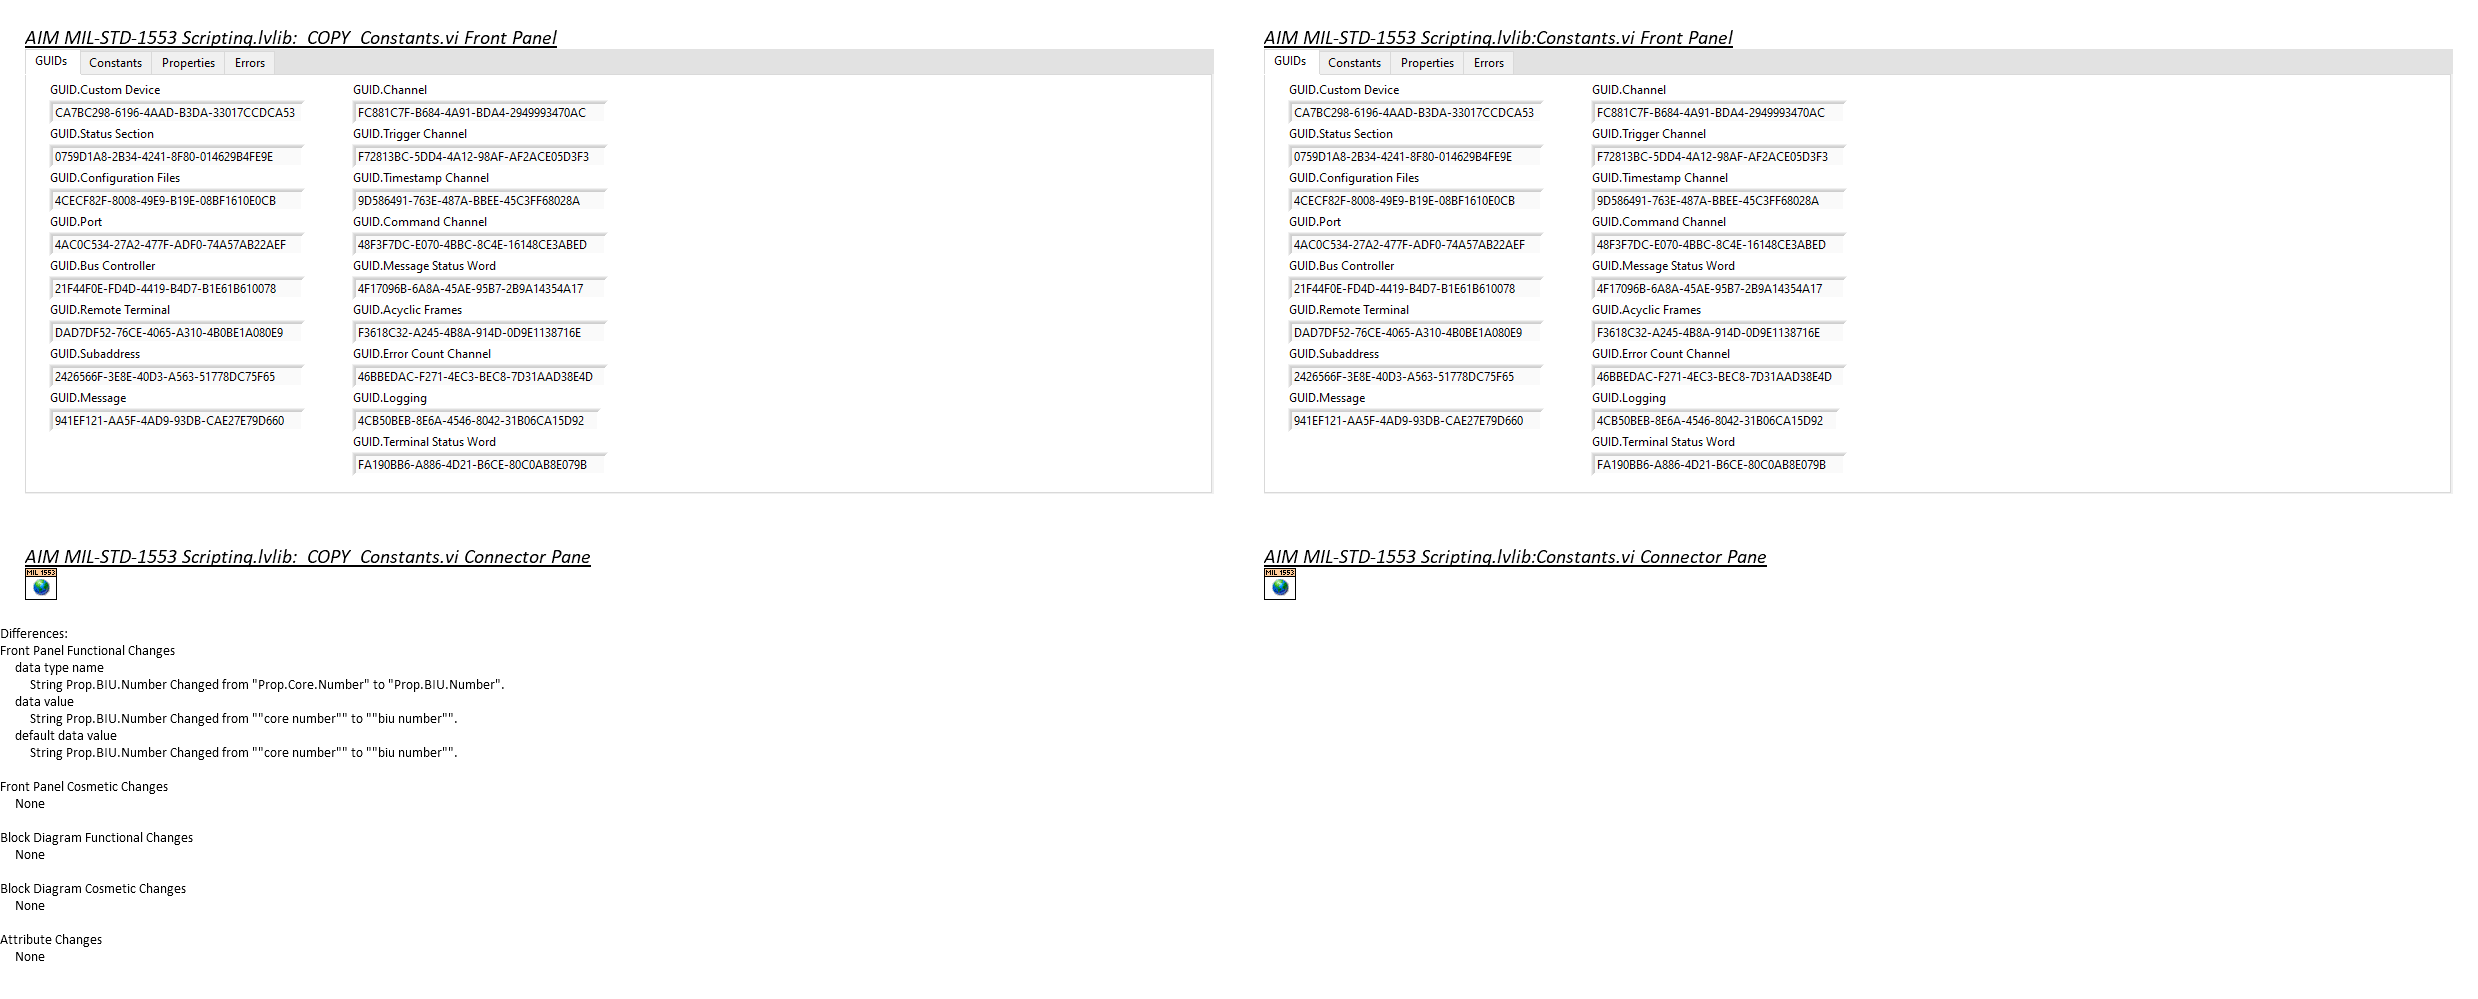 AIM MIL-STD-1553 Scripting.lvlib:_COPY_Constants.vi Front Panel
GUIDs Constants Properties Errors
GUID.Custom Device GUID.Channel
CA7BC298-6196-4AAD-B3DA-33017CCDCA53 FC881C7F-B684-4A91-BDA4-2949993470AC
GUID.Status Section GUID.Trigger Channel
0759D1A8-2B34-4241-8F80-014629B4FE9E F72813BC-5DD4-4A12-98AF-AF2ACE05D3F3
GUID.Configuration Files GUID.Timestamp Channel
4CECF82F-8008-49E9-B19E-08BF1610E0CB 9D586491-763E-487A-BBEE-45C3FF68028A
GUID.Port GUID.Command Channel
4AC0C534-27A2-477F-ADF0-74A57AB22AEF 48F3F7DC-E070-4BBC-8C4E-16148CE3ABED
GUID.Bus Controller GUID.Message Status Word
21F44F0E-FD4D-4419-B4D7-B1E61B610078 4F17096B-6A8A-45AE-95B7-2B9A14354A17
GUID.Remote Terminal GUID.Acyclic Frames
DAD7DF52-76CE-4065-A310-4B0BE1A080E9 F3618C32-A245-4B8A-914D-0D9E1138716E
GUID.Subaddress GUID.Error Count Channel
2426566F-3E8E-40D3-A563-51778DC75F65 46BBEDAC-F271-4EC3-BEC8-7D31AAD38E4D
GUID.Message GUID.Logging
941EF121-AA5F-4AD9-93DB-CAE27E79D660 4CB50BEB-8E6A-4546-8042-31B06CA15D92
GUID.Terminal Status Word
FA190BB6-A886-4D21-B6CE-80C0AB8E079B
AIM MIL-STD-1553 Scripting.lvlib:Constants.vi Front Panel
GUIDs Constants Properties Errors
GUID.Custom Device GUID.Channel
CA7BC298-6196-4AAD-B3DA-33017CCDCA53 FC881C7F-B684-4A91-BDA4-2949993470AC
GUID.Status Section GUID.Trigger Channel
0759D1A8-2B34-4241-8F80-014629B4FE9E F72813BC-5DD4-4A12-98AF-AF2ACE05D3F3
GUID.Configuration Files GUID.Timestamp Channel
4CECF82F-8008-49E9-B19E-08BF1610E0CB 9D586491-763E-487A-BBEE-45C3FF68028A
GUID.Port GUID.Command Channel
4AC0C534-27A2-477F-ADF0-74A57AB22AEF 48F3F7DC-E070-4BBC-8C4E-16148CE3ABED
GUID.Bus Controller GUID.Message Status Word
21F44F0E-FD4D-4419-B4D7-B1E61B610078 4F17096B-6A8A-45AE-95B7-2B9A14354A17
GUID.Remote Terminal GUID.Acyclic Frames
DAD7DF52-76CE-4065-A310-4B0BE1A080E9 F3618C32-A245-4B8A-914D-0D9E1138716E
GUID.Subaddress GUID.Error Count Channel
2426566F-3E8E-40D3-A563-51778DC75F65 46BBEDAC-F271-4EC3-BEC8-7D31AAD38E4D
GUID.Message GUID.Logging
941EF121-AA5F-4AD9-93DB-CAE27E79D660 4CB50BEB-8E6A-4546-8042-31B06CA15D92
GUID.Terminal Status Word
FA190BB6-A886-4D21-B6CE-80C0AB8E079B
AIM MIL-STD-1553 Scripting.lvlib:_COPY_Constants.vi Connector Pane
MIL 1553
AIM MIL-STD-1553 Scripting.lvlib:Constants.vi Connector Pane
MIL 1553
Differences:
Front Panel Functional Changes
data type name
String Prop.BIU.Number Changed from "Prop.Core.Number" to "Prop.BIU.Number".
data value
String Prop.BIU.Number Changed from ""core number"" to ""biu number"".
default data value
String Prop.BIU.Number Changed from ""core number"" to ""biu number"".
Front Panel Cosmetic Changes
None
Block Diagram Functional Changes
None
Block Diagram Cosmetic Changes
None
Attribute Changes
None